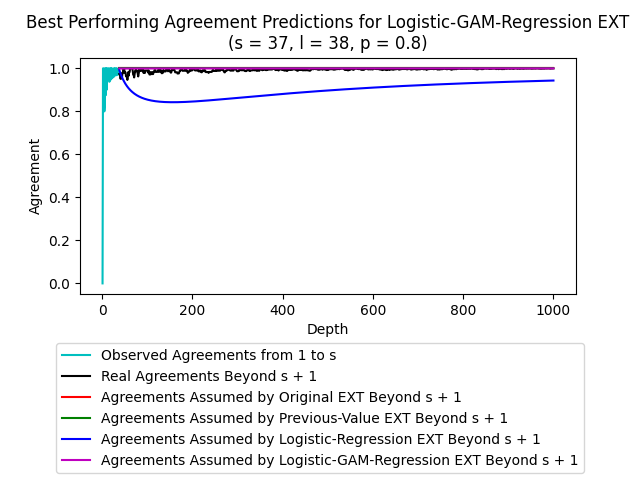 Best Performing Agreement Predictions for Logistic-GAM-Regression EXT
(s = 37, l = 38, p = 0.8)
1.0
0.8
0.6
0.4
0.2
0.0
Agreement
0 200 400 600 800 1000
Depth
Observed Agreements from 1 to s
Real Agreements Beyond s + 1
Agreements Assumed by Original EXT Beyond s + 1
Agreements Assumed by Previous-Value EXT Beyond s + 1
Agreements Assumed by Logistic-Regression EXT Beyond s + 1
Agreements Assumed by Logistic-GAM-Regression EXT Beyond s + 1